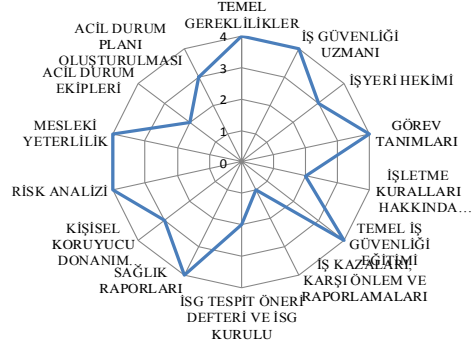 TEMEL
GEREKLİLİKLER
İŞ GÜVENLİĞİ
UZMANI
İŞYERİ HEKİMİ
GÖREV
TANIMLARI
İŞLETME
KURALLARI
HAKKINDA…
TEMEL İŞ
GÜVENLİĞİ
EĞİTİMİ
İŞ KAZALARI,
KARŞI ÖNLEM VE
RAPORLAMALARI
İSG TESPİT ÖNERİ
DEFTERİ VE İSG
KURULU
SAĞLIK
RAPORLARI
KİŞİSEL
KORUYUCU
DONANIM…
RİSK ANALİZİ
MESLEKİ
YETERLİLİK
ACİL DURUM
EKİPLERİ
ACİL DURUM
PLANI
OLUŞTURULMASI
4
3
2
1
0